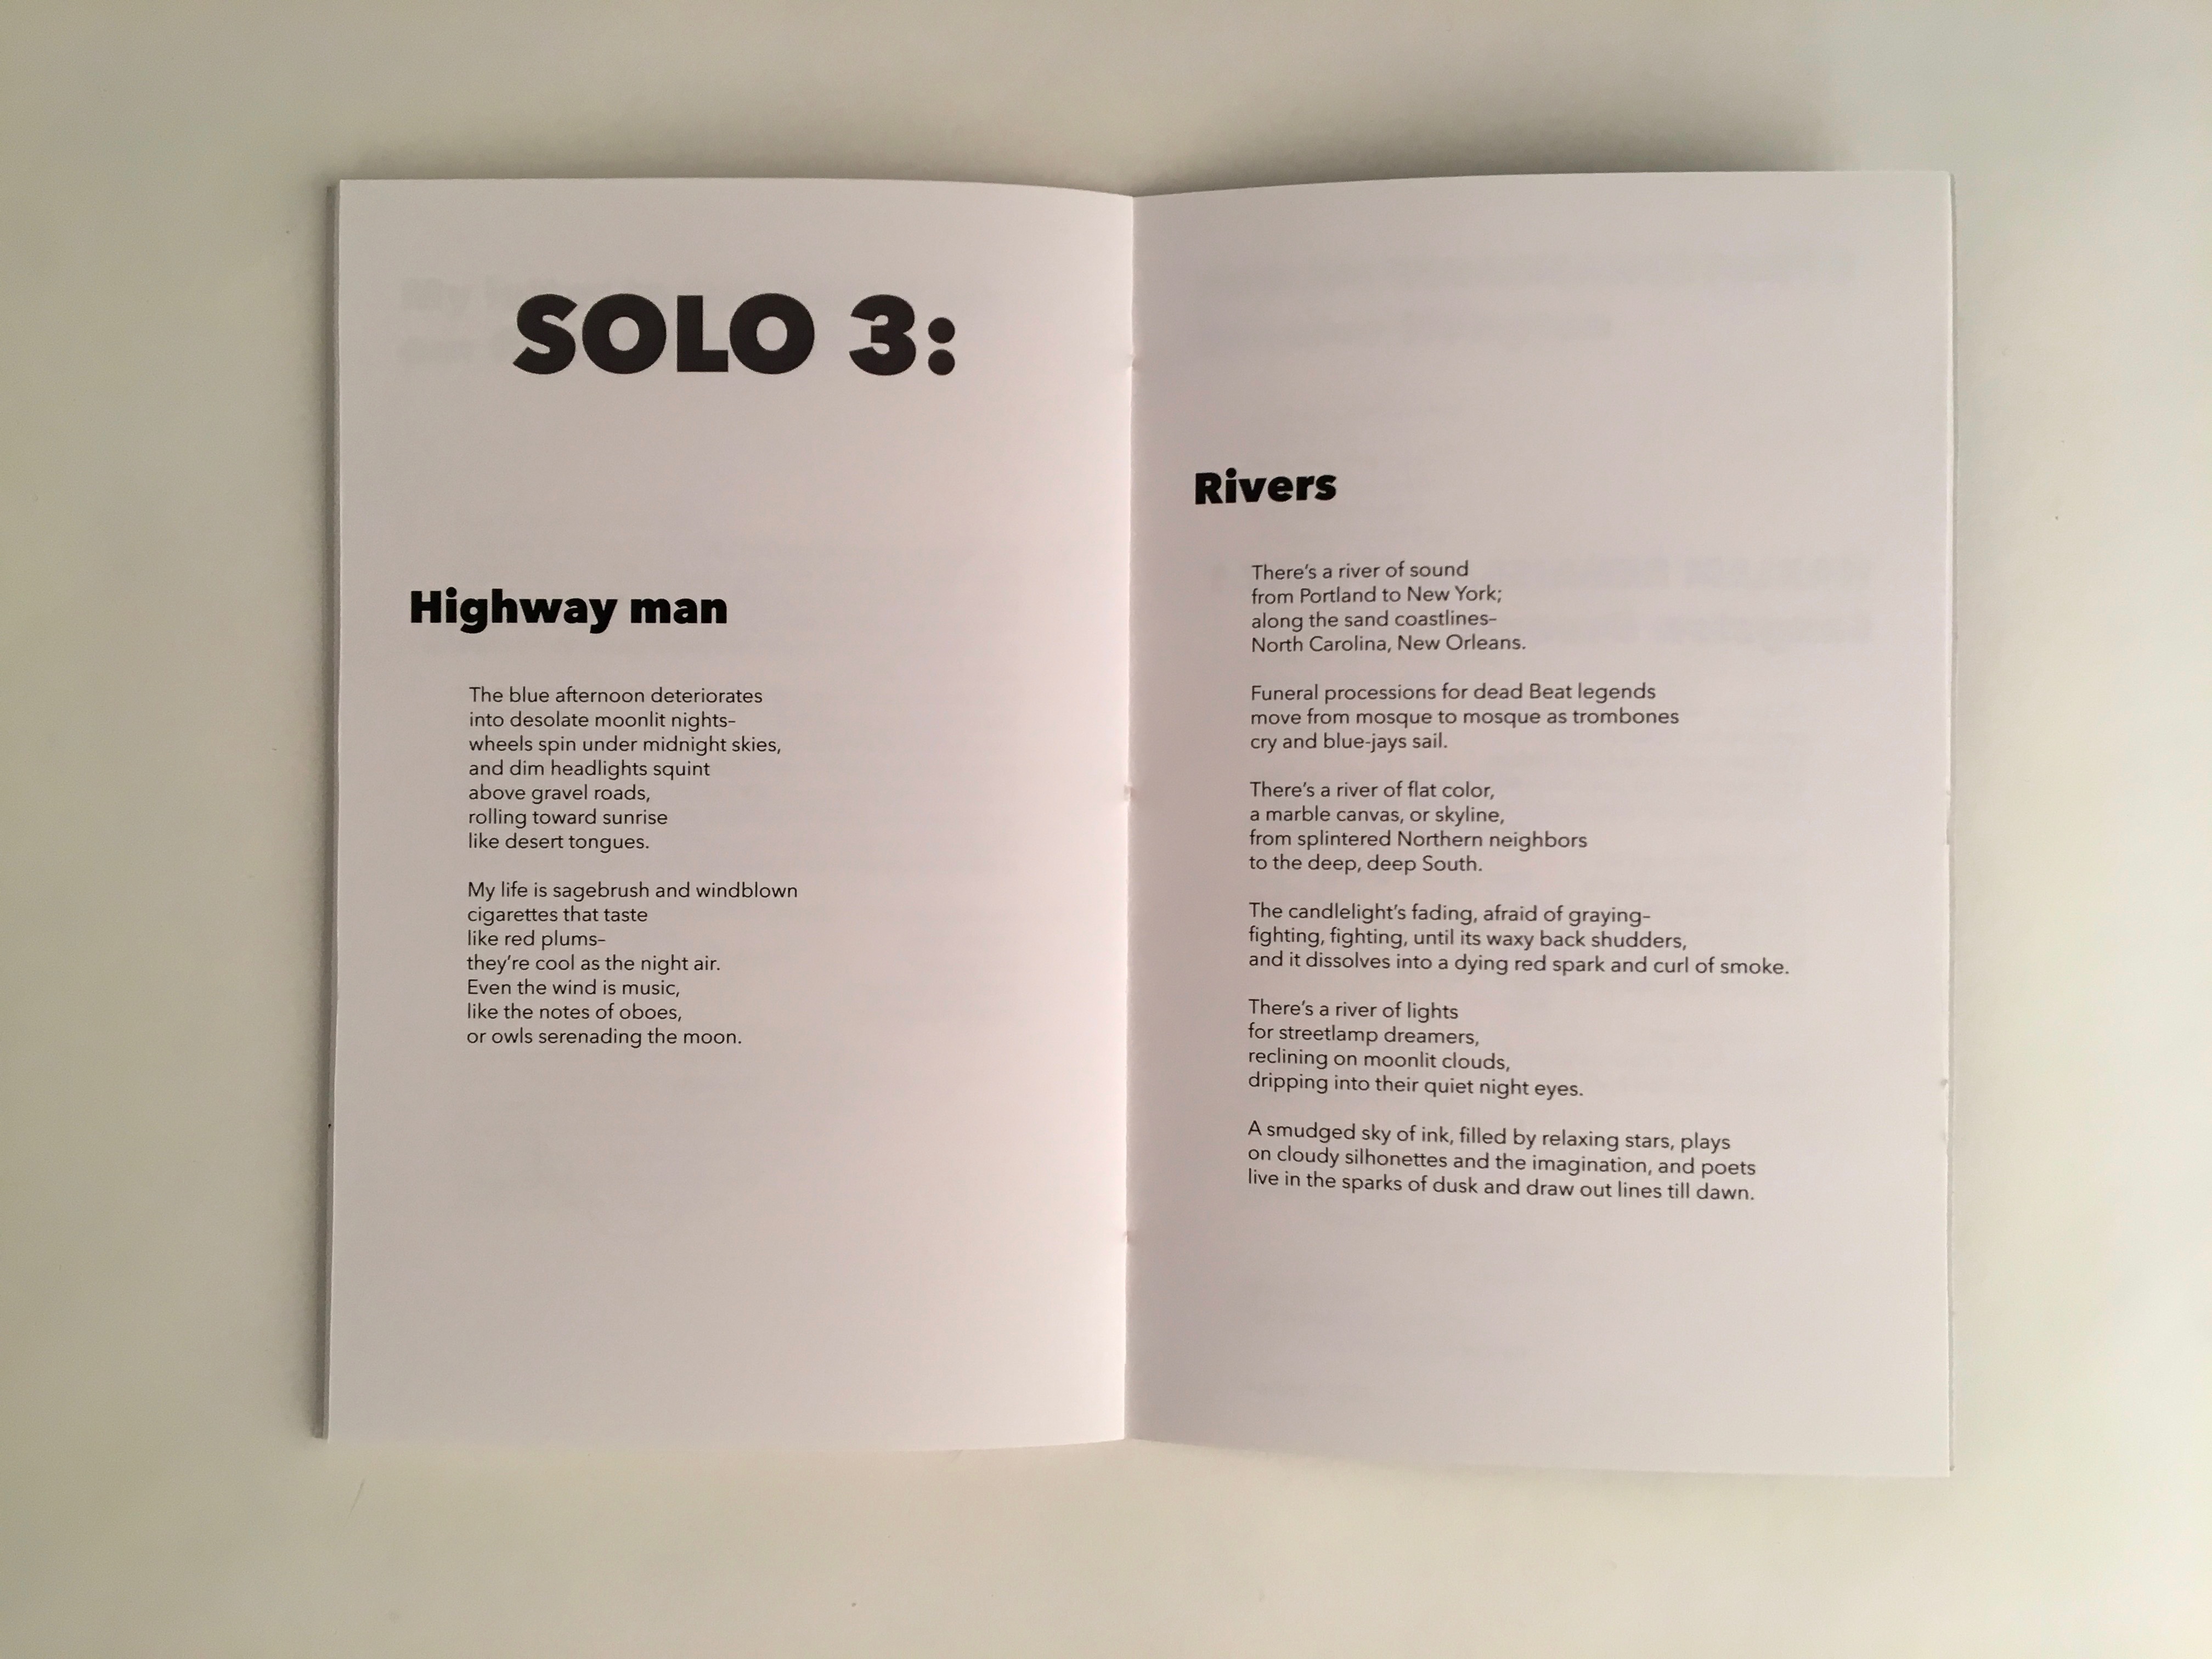 SOLO 3:
Highway man
The blue afternoon deteriorates
into desolate moonlit nights–
wheels spin under midnight skies,
and dim headlights squint
above gravel roads,
rolling toward sunrise
like desert tongues.
My life is sagebrush and windblown
cigarettes that taste
like red plums–
they're cool as the night air.
Even the wind is music,
like the notes of oboes,
or owls serenading the moon.
Rivers
There's a river of sound
from Portland to New York;
along the sand coastlines–
North Carolina, New Orleans.
Funeral processions for dead Beat legends
move from mosque to mosque as trombones
cry and blue-jays sail.
There's a river of flat color,
a marble canvas, or skyline,
from splintered Northern neighbors
to the deep, deep South.
The candlelight's fading, afraid of graying–
fighting, fighting, until its waxy back shudders,
and it dissolves into a dying red spark and curl of smoke.
There's a river of lights
for streetlamp dreamers,
reclining on moonlit clouds,
dripping into their quiet night eyes.
A smudged sky of ink, filled by relaxing stars, plays
on cloudy silhonettes and the imagination, and poets
live in the sparks of dusk and draw out lines till dawn.